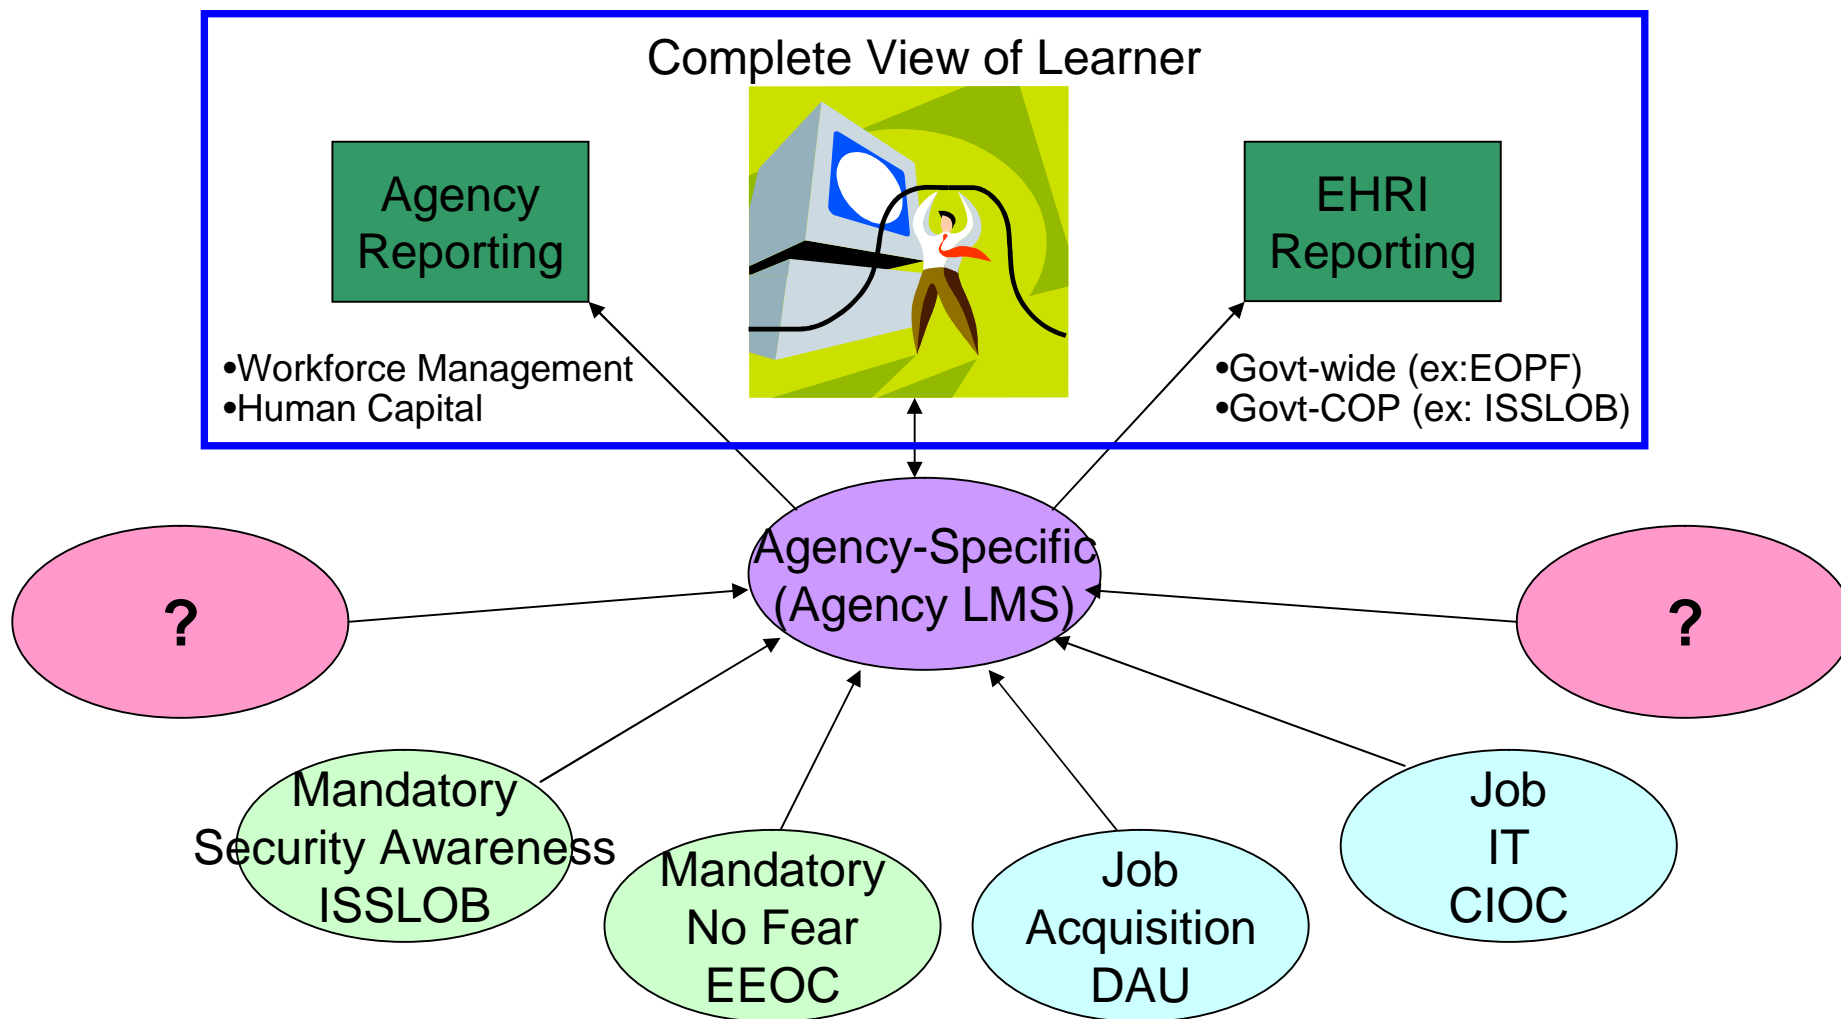 Complete View of Learner
Agency
Reporting
EHRI
Reporting
•Workforce Management
•Human Capital
•Govt-wide (ex:EOPF)
•Govt-COP (ex: ISSLOB)
Agency-Specific
(Agency LMS)
?
?
Mandatory
Security Awareness
ISSLOB
Mandatory
No Fear
EEOC
Job
Acquisition
DAU
Job
IT
CIOC